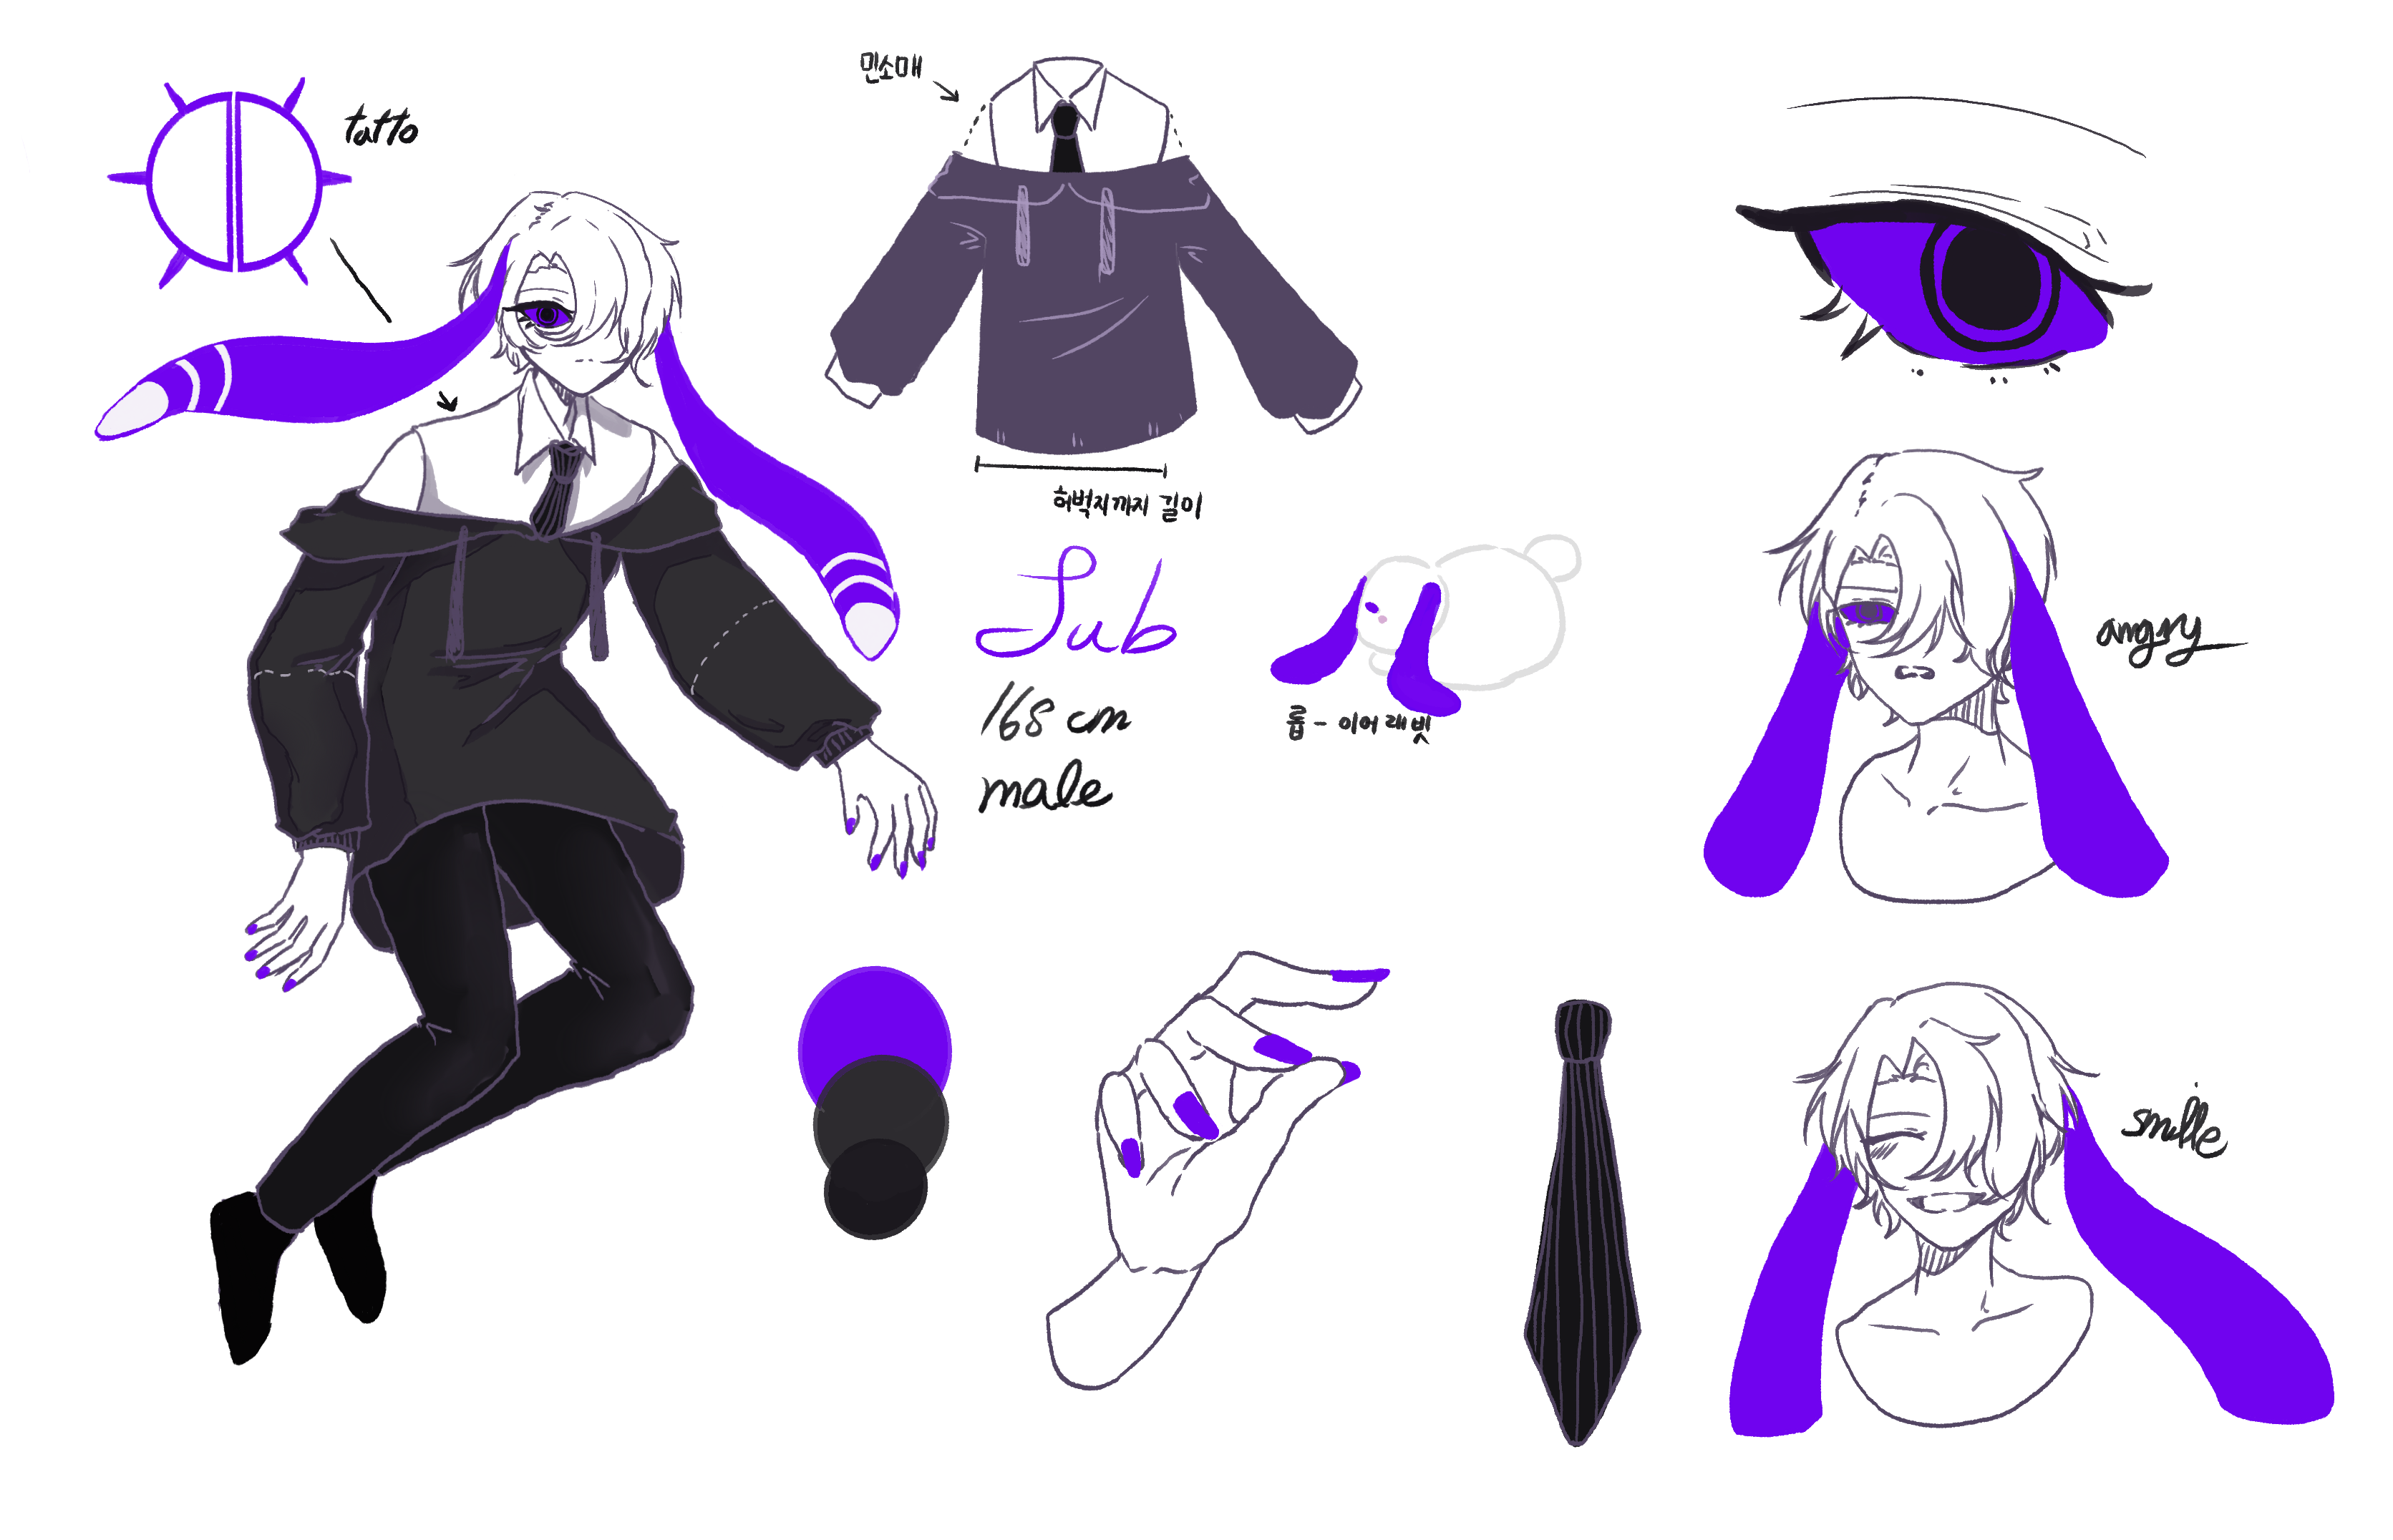 tatto
민소매
허벅지까지 길이
Sub
168 cm
male
롭 - 이어 래빗
angry
smille